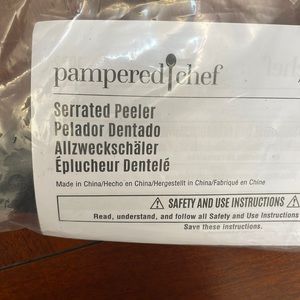 pampered chef
Serrated Peeler
Pelador Dentado
Allzweckschäler
Éplucheur Dentelé
Made in China/Hecho en China/Hergestellt in China/Fabriqué en Chine
⚠ SAFETY AND USE INSTRUCTIONS ⚠
Read, understand, and follow all Safety and Use Instructions
Save these instructions.